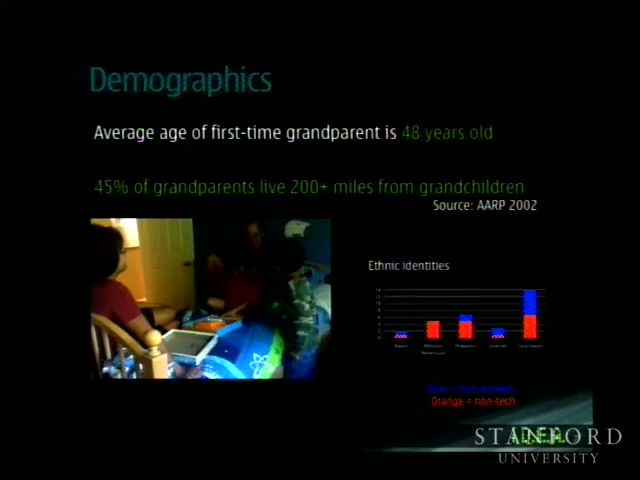 Demographics
Average age of first-time grandparent is 48 years old
45% of grandparents live 200+ miles from grandchildren
Source: AARP 2002
Ethnic identities
Orange = non-tech
STANFORD
UNIVERSITY